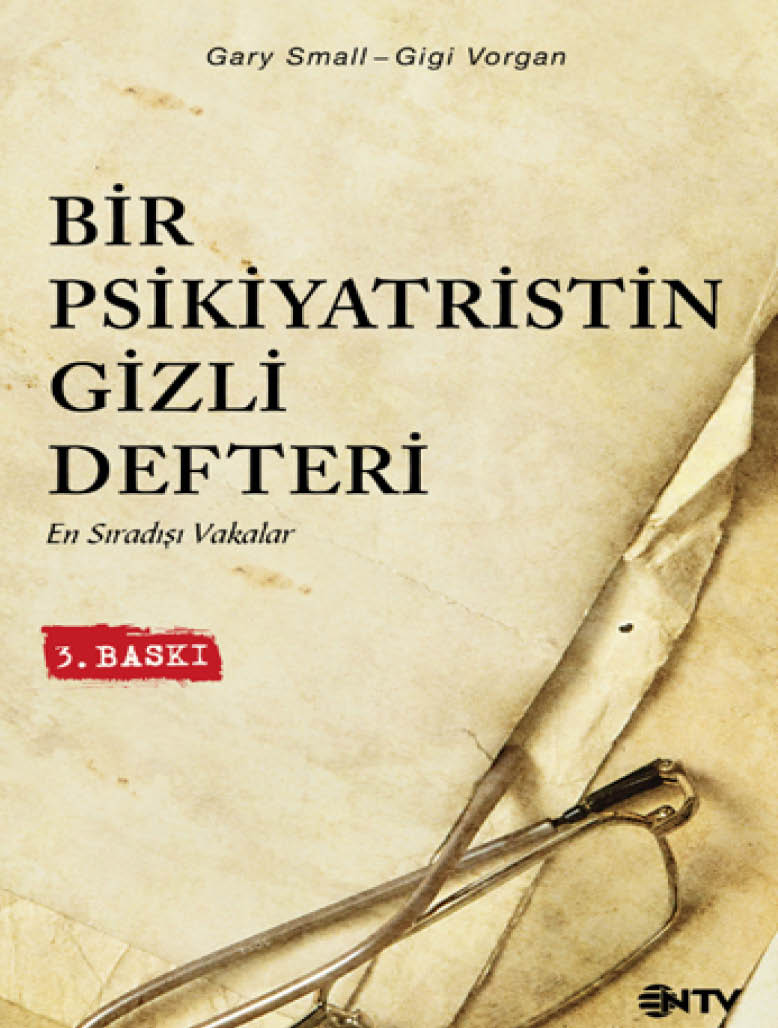 Gary Small – Gigi Vorgan
BİR
PSİKİYATRİSTİN
GİZLİ
DEFTERİ
En Sıradışı Vakalar
3. BASKI
NTV